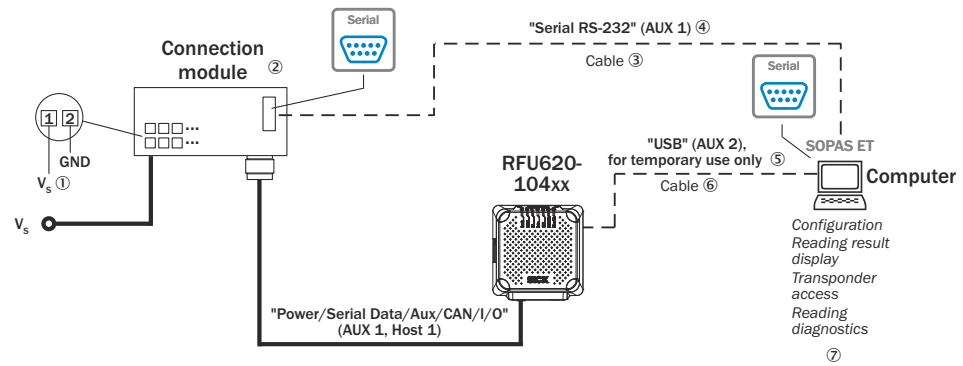 Serial
"Serial RS-232" (AUX 1) ④
Cable ③
Connection
module ②
Serial
1 2
...
...
GND
Vs ①
"USB" (AUX 2),
for temporary use only ⑤
SOPAS ET
RFU620-
104xx
Cable ⑥
Computer
Vs
Configuration
Reading result
display
Transponder
access
Reading
diagnostics
SICK
"Power/Serial Data/Aux/CAN/I/O"
(AUX 1, Host 1)
⑦